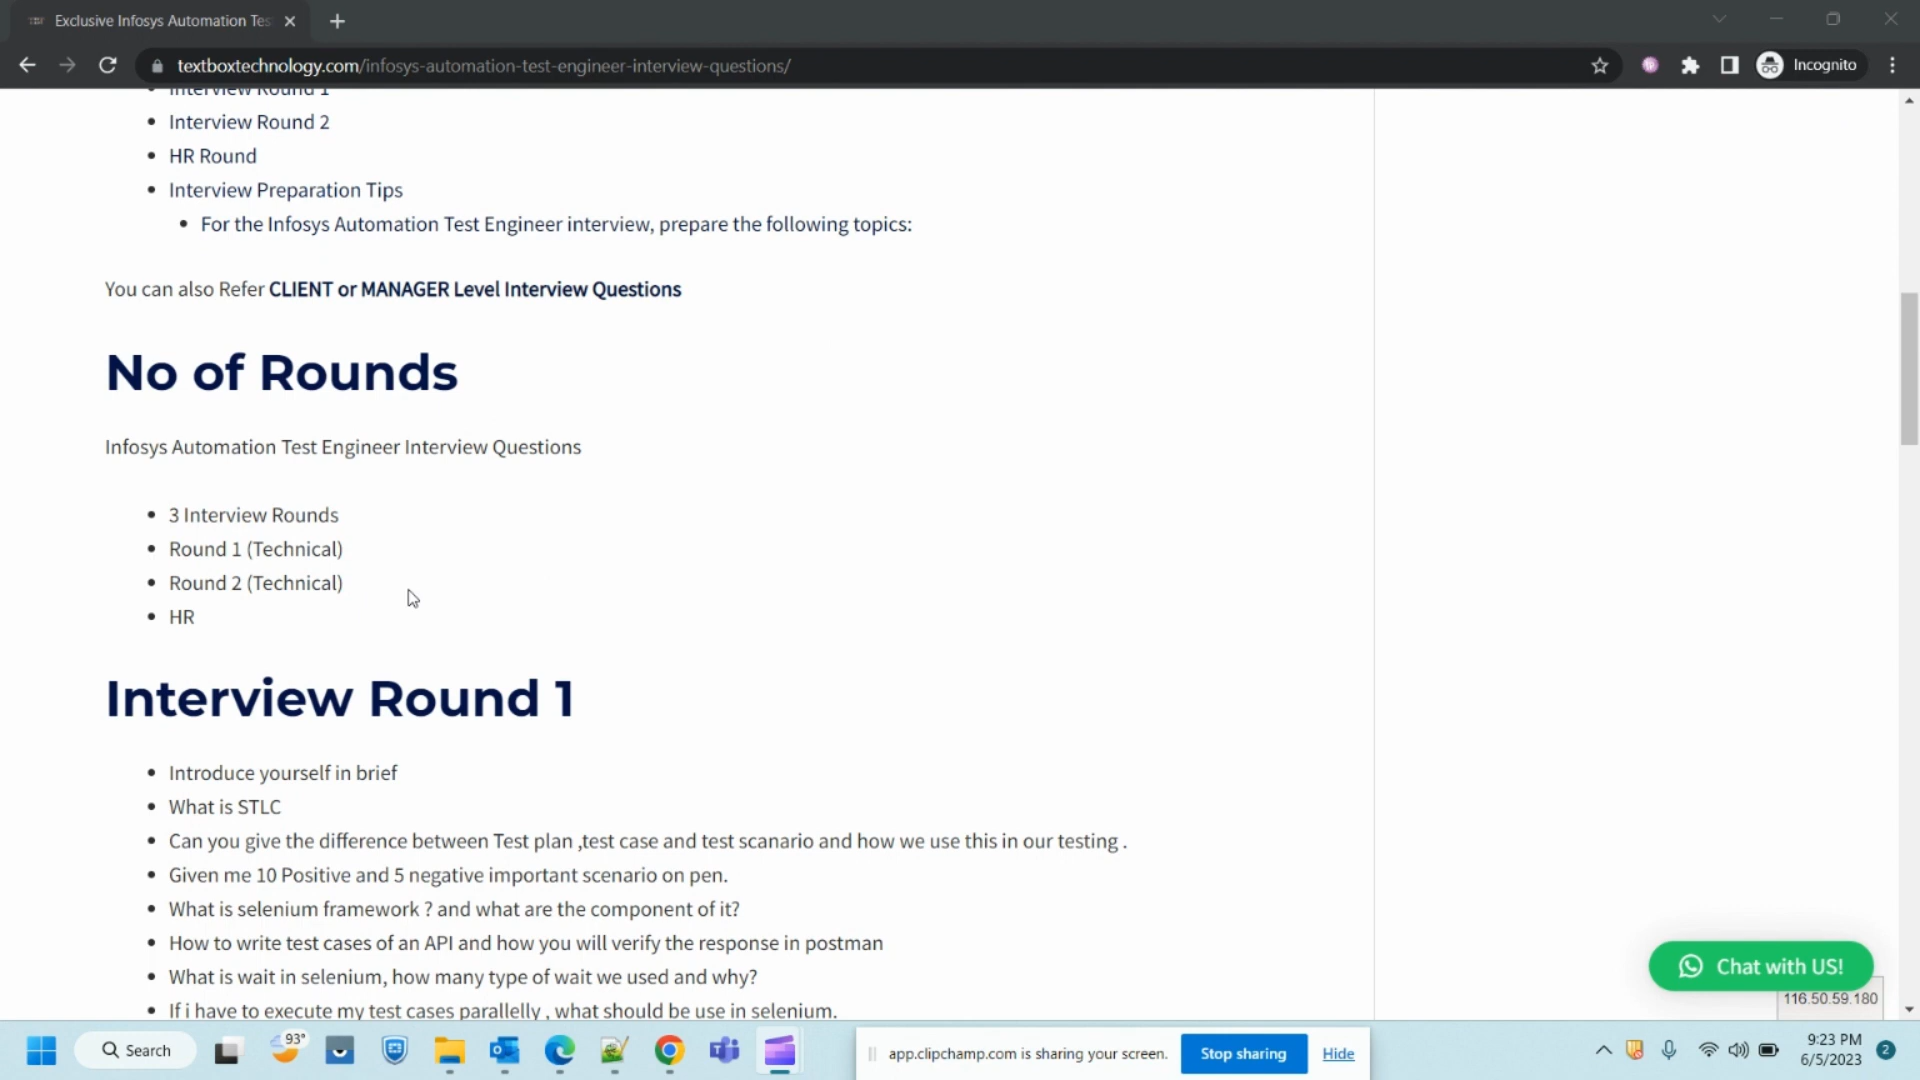 Exclusive Infosys Automation Tes
textboxtechnology.com/infosys-automation-test-engineer-interview-questions/
Incognito
Interview Round 1
Interview Round 2
HR Round
Interview Preparation Tips
For the Infosys Automation Test Engineer interview, prepare the following topics:
You can also Refer CLIENT or MANAGER Level Interview Questions
No of Rounds
Infosys Automation Test Engineer Interview Questions
3 Interview Rounds
Round 1 (Technical)
Round 2 (Technical)
HR
Interview Round 1
Introduce yourself in brief
What is STLC
Can you give the difference between Test plan ,test case and test scanario and how we use this in our testing .
Given me 10 Positive and 5 negative important scenario on pen.
What is selenium framework ? and what are the component of it?
How to write test cases of an API and how you will verify the response in postman
What is wait in selenium, how many type of wait we used and why?
If i have to execute my test cases parallelly , what should be use in selenium.
Chat with US!
116.50.59.180
93°
Search
app.clipchamp.com is sharing your screen.
Stop sharing
Hide
9:23 PM
6/5/2023
2